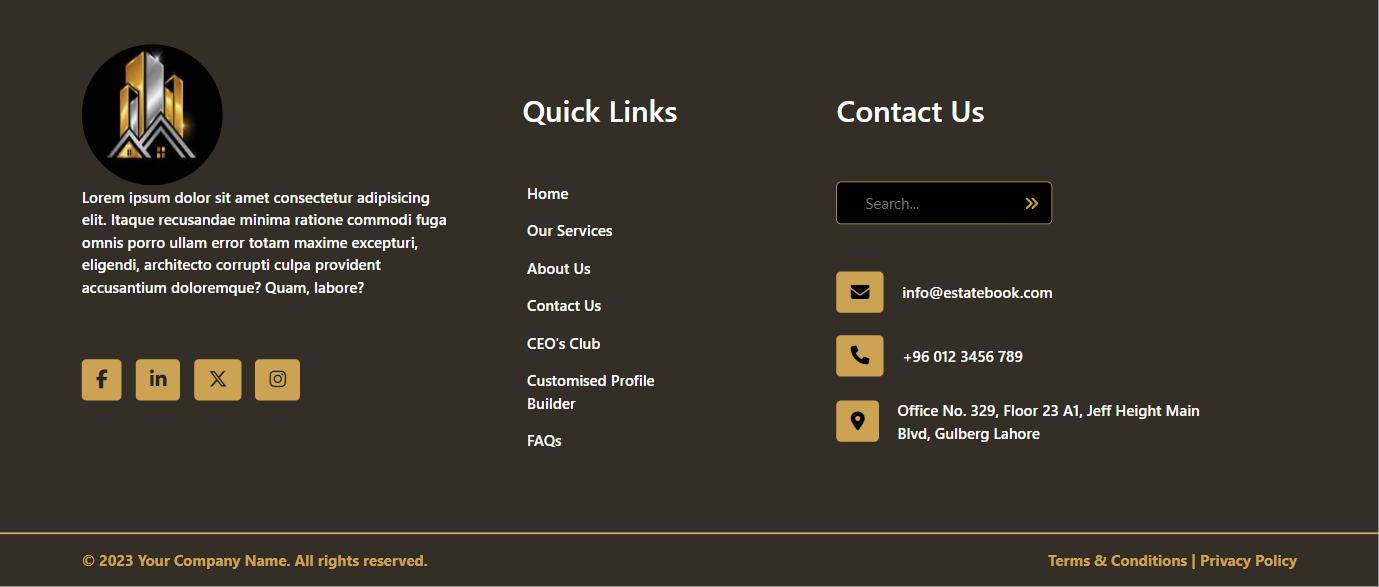 Lorem ipsum dolor sit amet consectetur adipisicing
elit. Itaque recusandae minima ratione commodi fuga
omnis porro ullam error totam maxime excepturi,
eligendi, architecto corrupti culpa provident
accusantium doloremque? Quam, labore?
Quick Links
Home
Our Services
About Us
Contact Us
CEO's Club
Customised Profile
Builder
FAQs
Contact Us
Search...
info@estatebook.com
+96 012 3456 789
Office No. 329, Floor 23 A1, Jeff Height Main
Blvd, Gulberg Lahore
© 2023 Your Company Name. All rights reserved.
Terms & Conditions | Privacy Policy